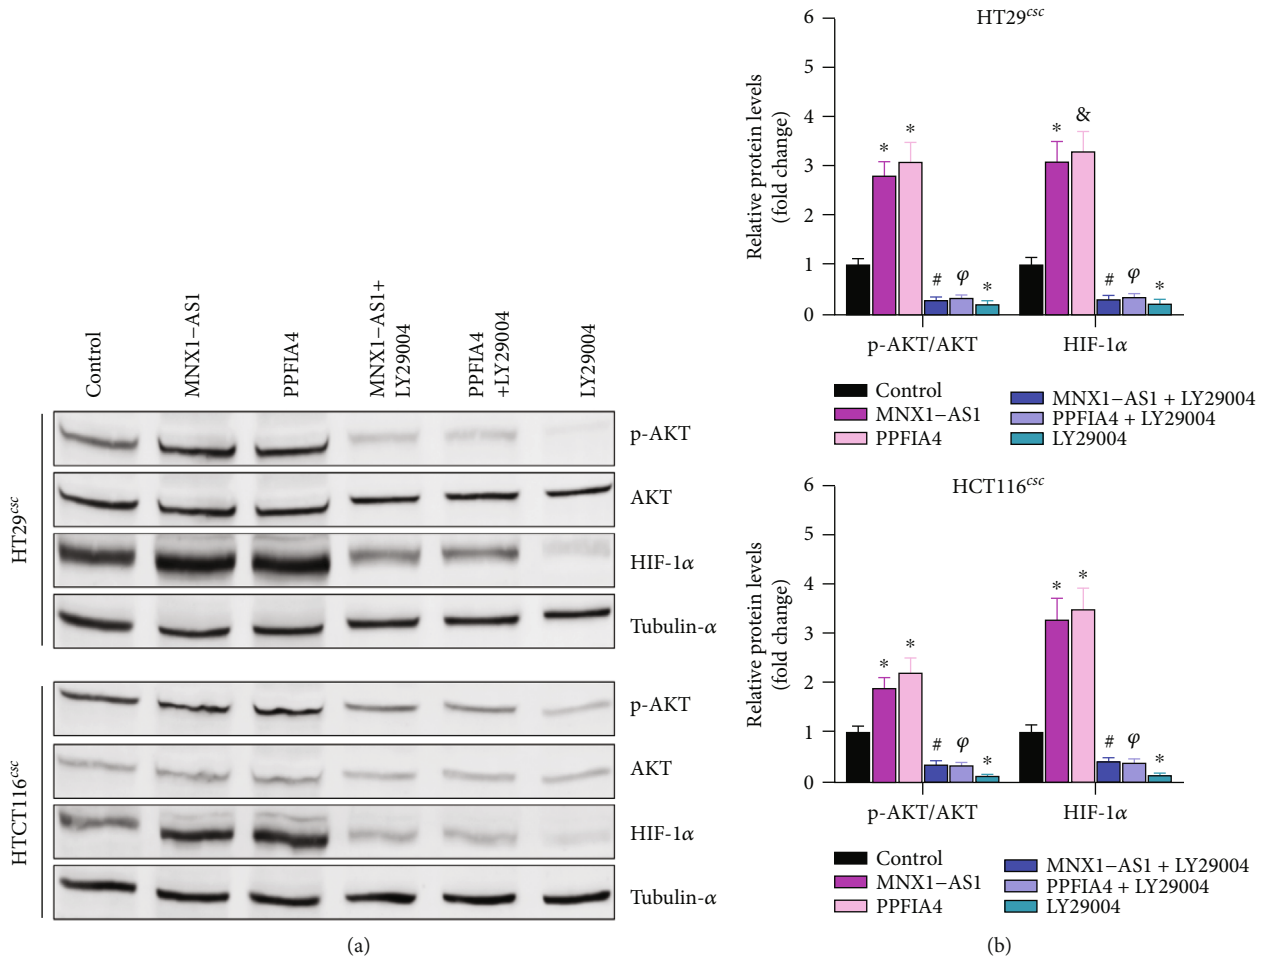 Control
MNX1–AS1
PPFIA4
MNX1–AS1+
LY29004
PPFIA4
+LY29004
LY29004
HT29csc
p-AKT
AKT
HIF-1α
Tubulin-α
HTCT116csc
p-AKT
AKT
HIF-1α
Tubulin-α
(a)
HT29csc
Relative protein levels
(fold change)
6
5
4
3
2
1
0
* * # φ *
* & # φ *
p-AKT/AKT HIF-1α
Control
MNX1–AS1
PPFIA4
MNX1–AS1 + LY29004
PPFIA4 + LY29004
LY29004
HCT116csc
Relative protein levels
(fold change)
6
5
4
3
2
1
0
* * # φ *
* * # φ *
p-AKT/AKT HIF-1α
Control
MNX1–AS1
PPFIA4
MNX1–AS1 + LY29004
PPFIA4 + LY29004
LY29004
(b)